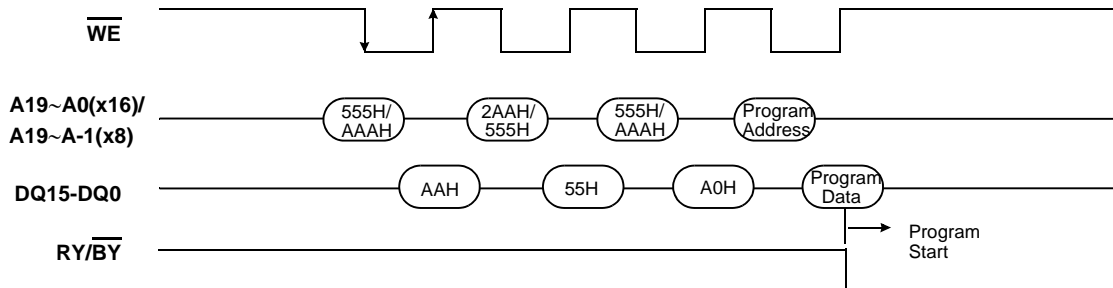 WE
A19~A0(x16)/
A19~A-1(x8)
555H/
AAAH
2AAH/
555H
555H/
AAAH
Program
Address
DQ15-DQ0
AAH
55H
A0H
Program
Data
RY/BY
Program
Start